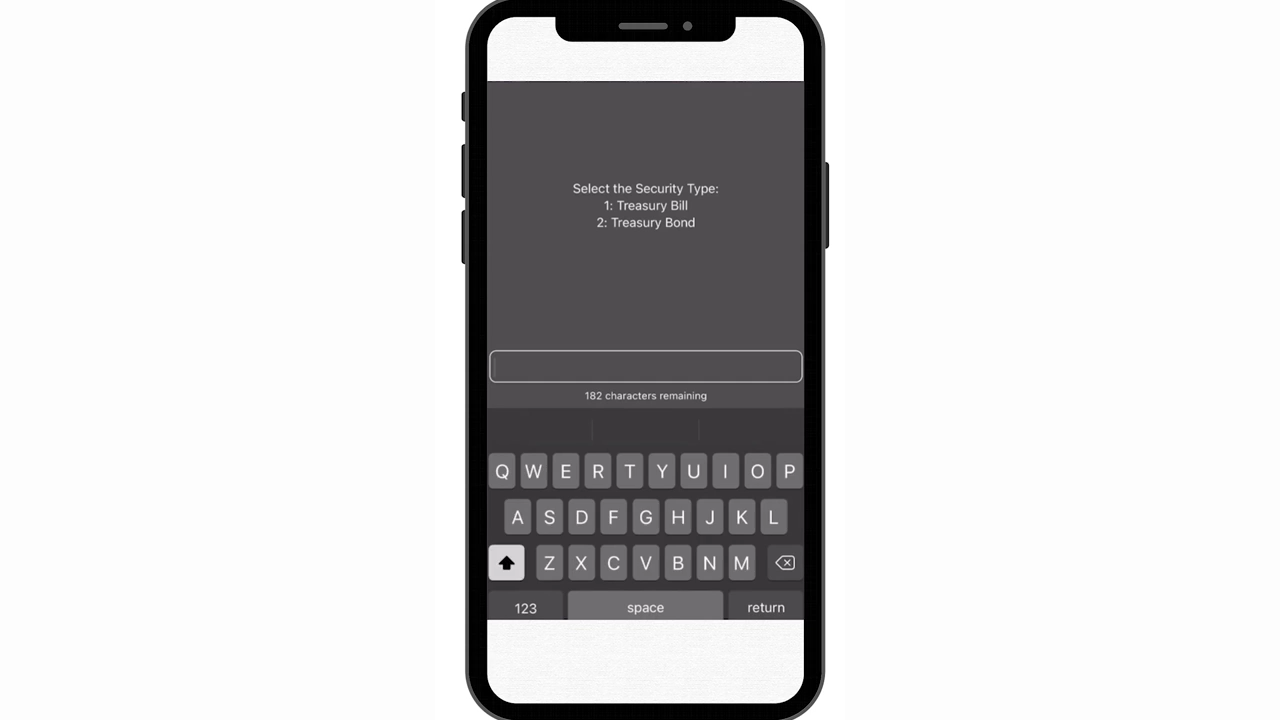 Select the Security Type:
1: Treasury Bill
2: Treasury Bond
182 characters remaining
Q W E R T Y U I O P
A S D F G H J K L
Z X C V B N M
123 space return